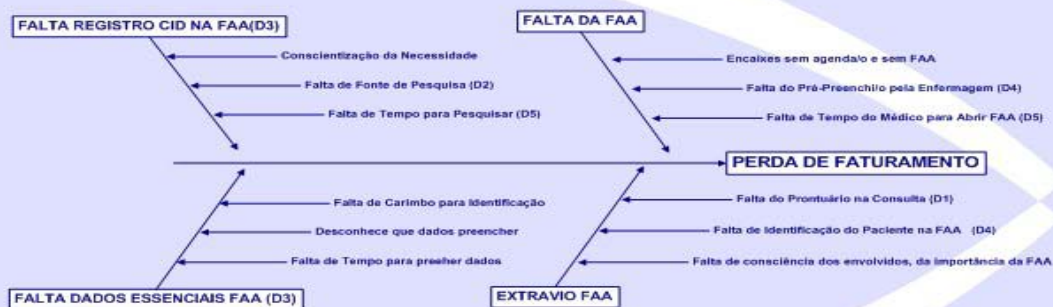 FALTA REGISTRO CID NA FAA(D3)
Conscientização da Necessidade
Falta de Fonte de Pesquisa (D2)
Falta de Tempo para Pesquisar (D5)
FALTA DA FAA
Encaixes sem agenda/o e sem FAA
Falta do Pré-Preenchi/o pela Enfermagem (D4)
Falta de Tempo do Médico para Abrir FAA (D5)
PERDA DE FATURAMENTO
Falta de Carimbo para Identificação
Desconhece que dados preencher
Falta de Tempo para preeher dados
FALTA DADOS ESSENCIAIS FAA (D3)
Falta do Prontuário na Consulta (D1)
Falta de Identificação do Paciente na FAA (D4)
Falta de consciência dos envolvidos, da importância da FAA
EXTRAVIO FAA